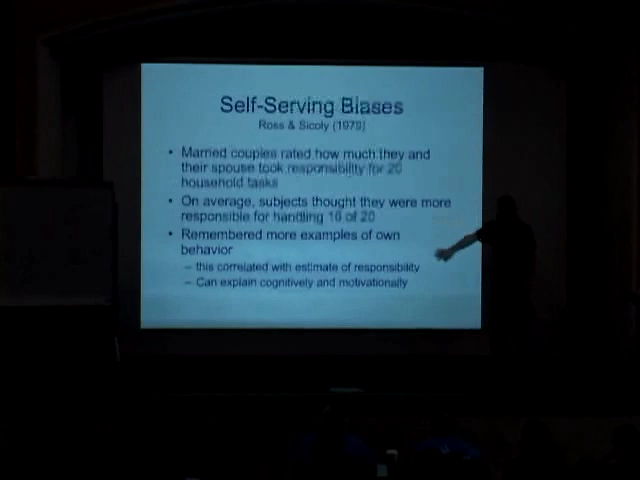 Self-Serving Biases
Ross & Sicoly (1979)
• Married couples rated how much they and
their spouse took responsibility for 20
household tasks
• On average, subjects thought they were more
responsible for handling 16 of 20
• Remembered more examples of own
behavior
– this correlated with estimate of responsibility
– Can explain cognitively and motivationally